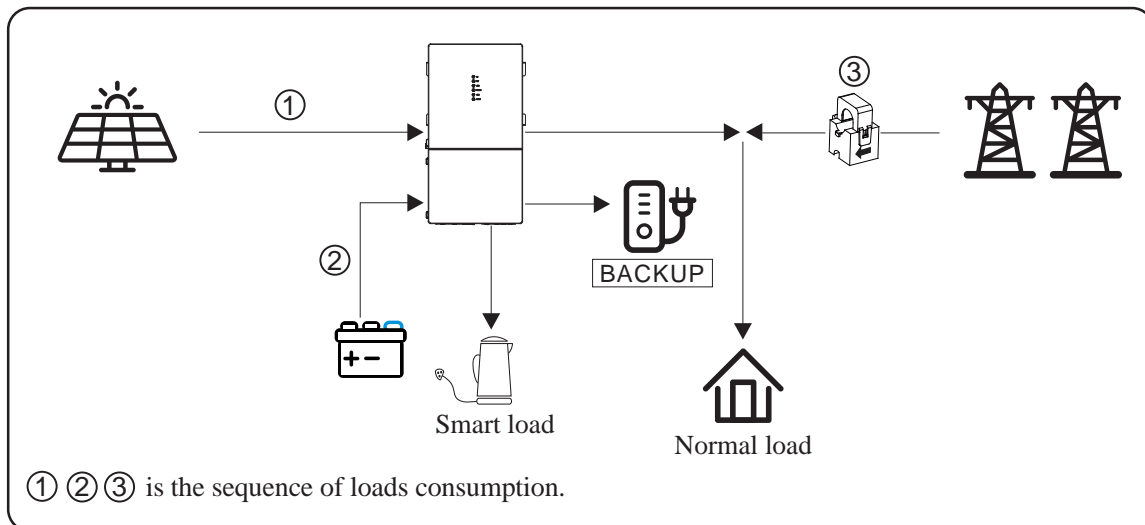 ③
①
BACKUP
②
+ -
Smart load
Normal load
① ② ③ is the sequence of loads consumption.